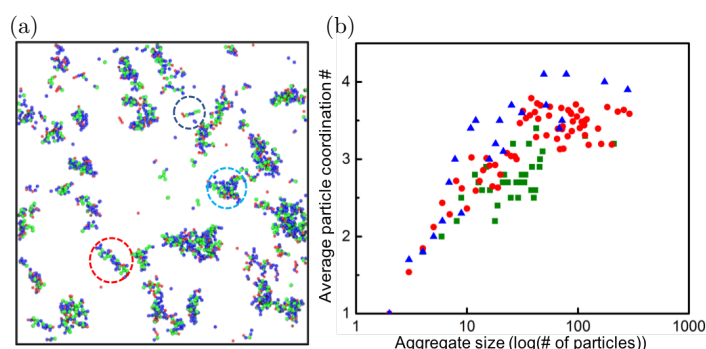 (a)
(b)
Average particle coordination #
4
3
2
1
1
10
100
1000
Aggregate size (log(# of particles))